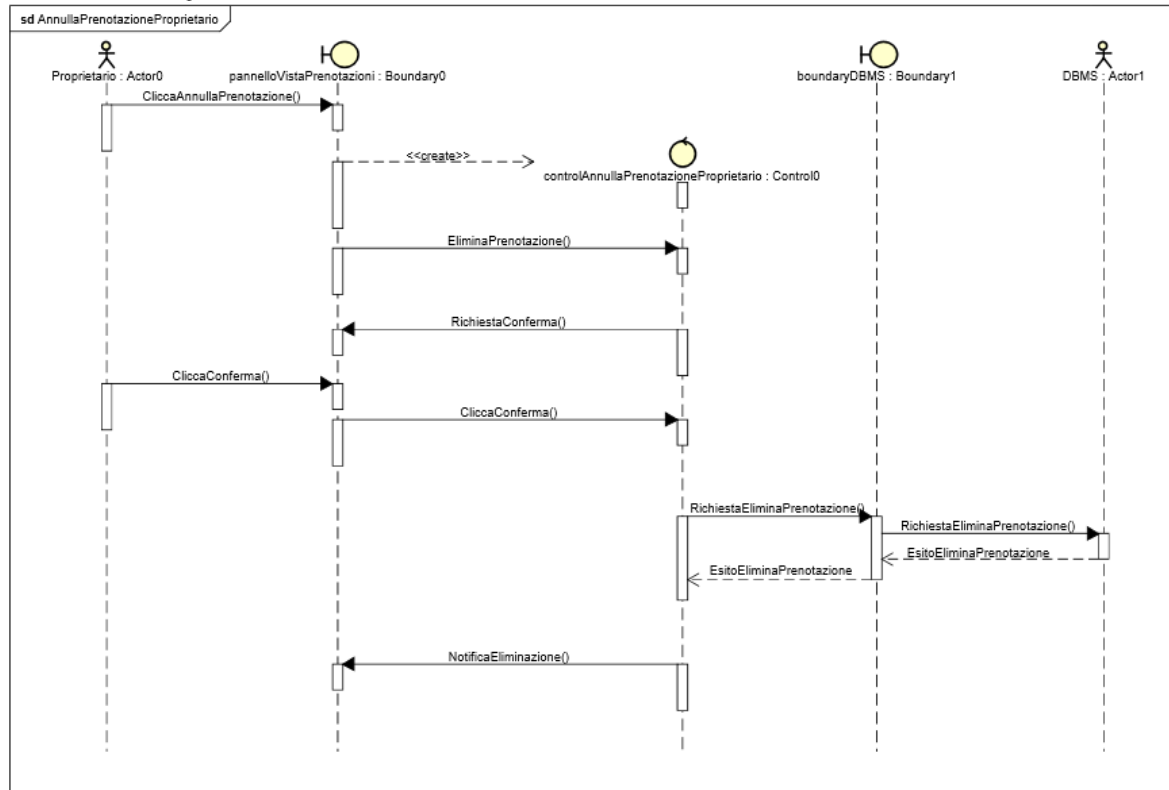 sd AnnullaPrenotazioneProprietario
Proprietario : Actor0
pannelloVistaPrenotazioni : Boundary0
boundaryDBMS : Boundary1
DBMS : Actor1
CliccaAnnullaPrenotazione()
<<create>>
controlAnnullaPrenotazioneProprietario : Control0
EliminaPrenotazione()
RichiestaConferma()
CliccaConferma()
CliccaConferma()
RichiestaEliminaPrenotazione()
RichiestaEliminaPrenotazione()
EsitoEliminaPrenotazione
EsitoEliminaPrenotazione
NotificaEliminazione()